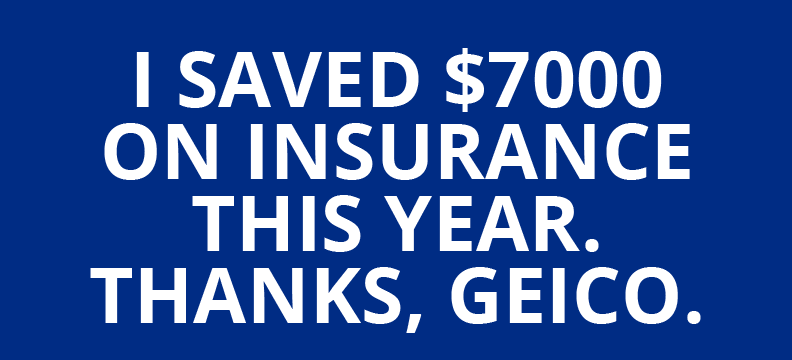 I SAVED $7000
ON INSURANCE
THIS YEAR.
THANKS, GEICO.